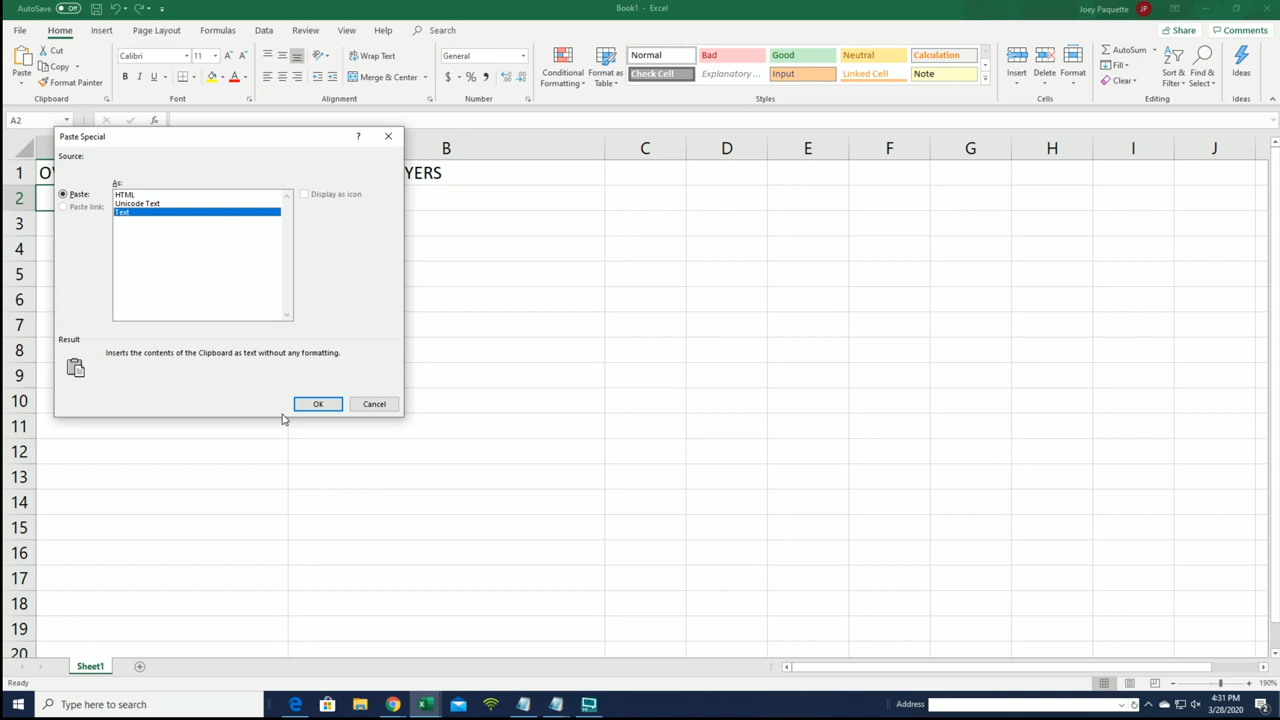 AutoSave Off Book1 - Excel Joey Paquette JP
File Home Insert Page Layout Formulas Data Review View Help Search Share Comments
Paste Cut Copy Format Painter Clipboard
Calibri 11 A A B I U A Font
ab Wrap Text Merge & Center Alignment
General $ % , Number
Conditional Formatting Format as Table
Normal Bad Good Neutral Calculation
Check Cell Explanatory ... Input Linked Cell Note
Styles
Insert Delete Format Cells
AutoSum Fill Clear Sort & Filter Find & Select Editing
Ideas Ideas
A2 fx
Paste Special ?
Source:
As:
Paste: HTML Display as icon
Paste link: Unicode Text
Text
Result
Inserts the contents of the Clipboard as text without any formatting.
OK Cancel
B C D E F G H I J
1 YERS
2
3
4
5
6
7
8
9
10
11
12
13
14
15
16
17
18
19
20
Sheet1
Ready 190%
Type here to search Address 4:31 PM
3/28/2020 2